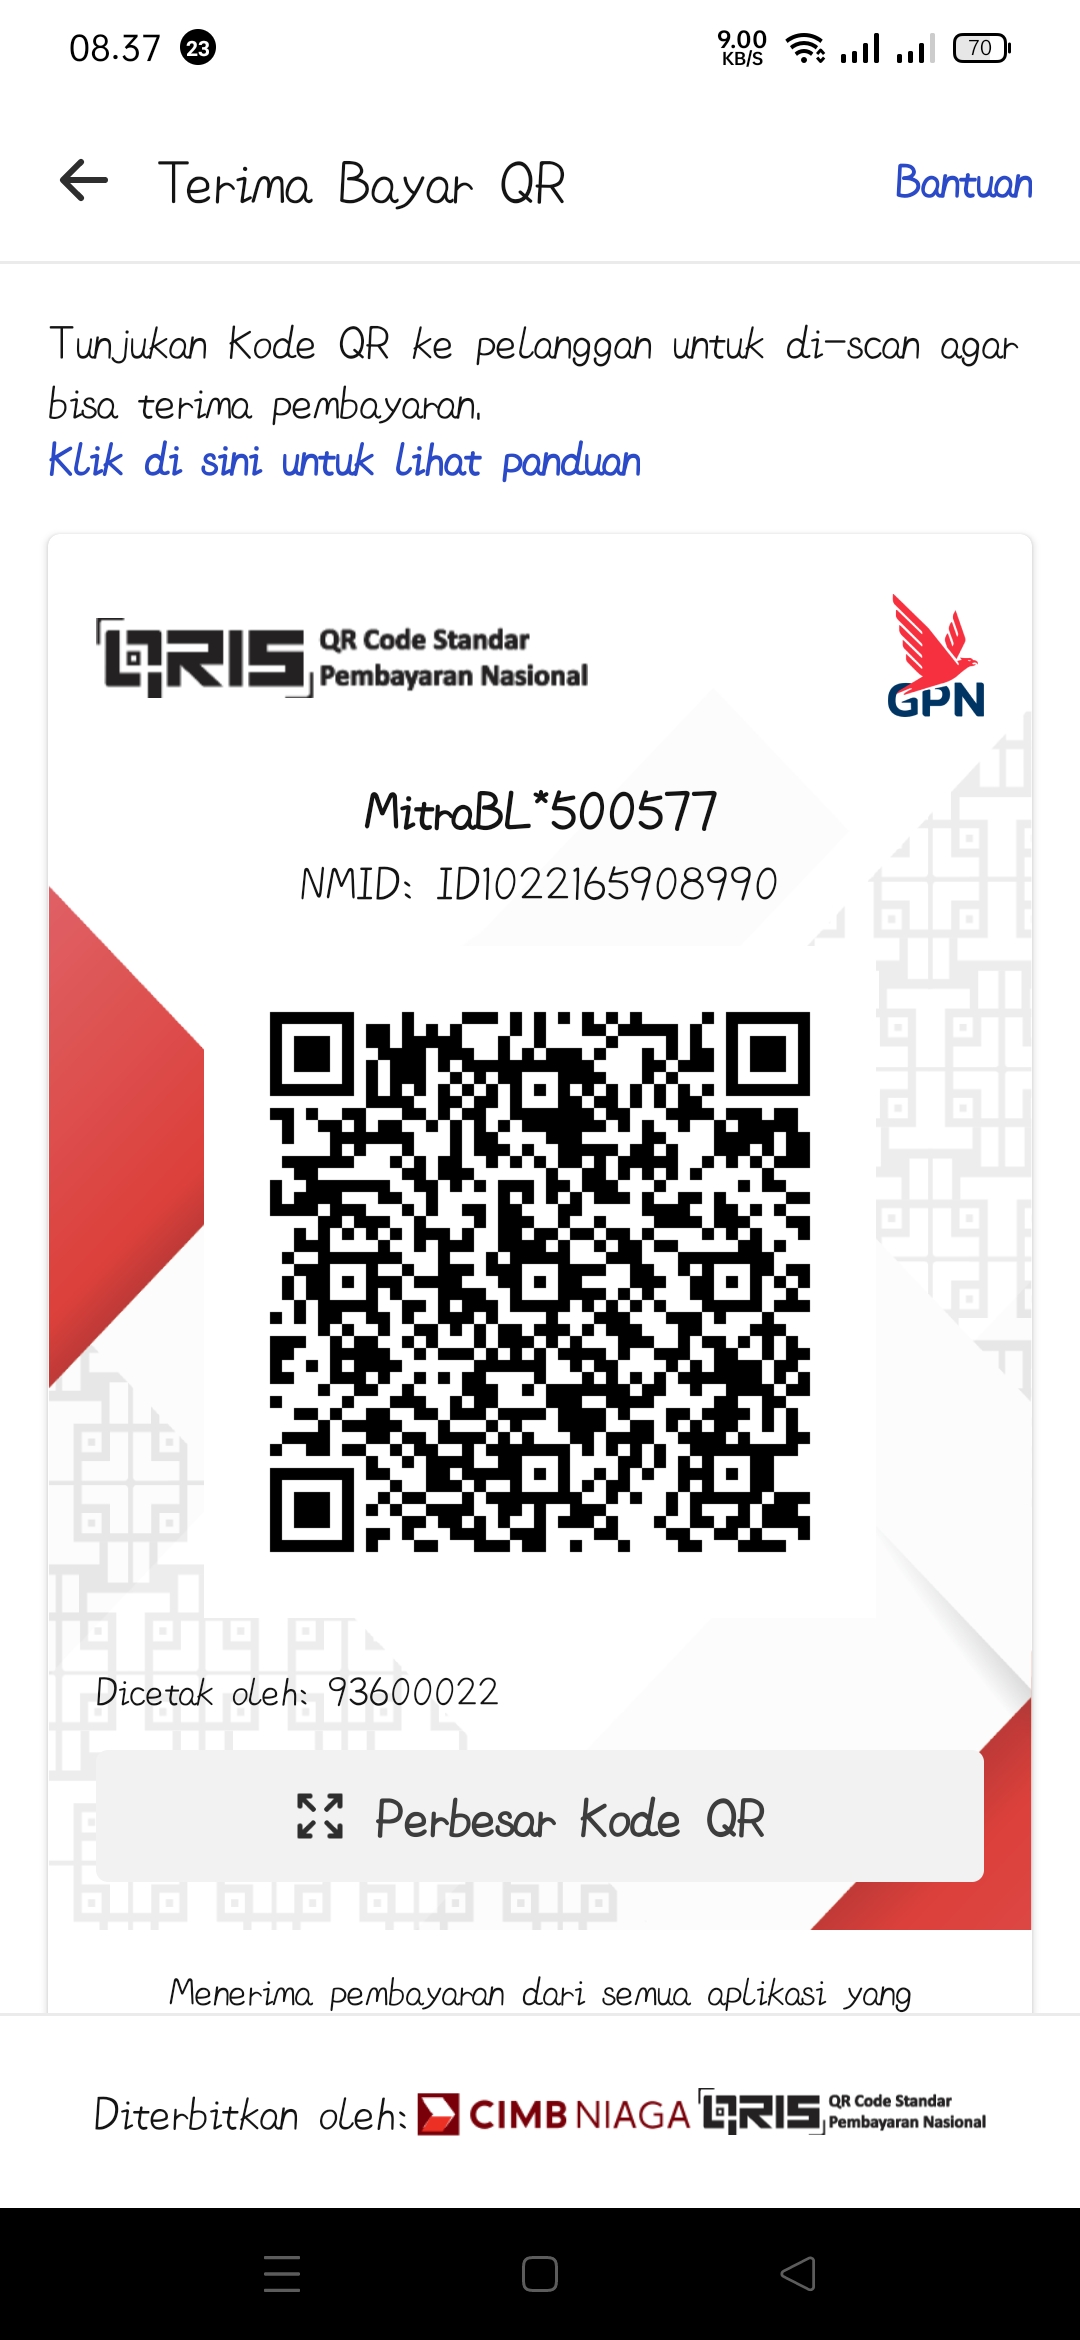 08.37 23 9.00 KB/S 70
Terima Bayar QR Bantuan
Tunjukan Kode QR ke pelanggan untuk di-scan agar
bisa terima pembayaran.
Klik di sini untuk lihat panduan
QRIS QR Code Standar
Pembayaran Nasional
GPN
MitraBL*500577
NMID: ID1022165908990
Dicetak oleh: 93600022
Perbesar Kode QR
Menerima pembayaran dari semua aplikasi yang
Diterbitkan oleh: CIMB NIAGA QRIS QR Code Standar
Pembayaran Nasional